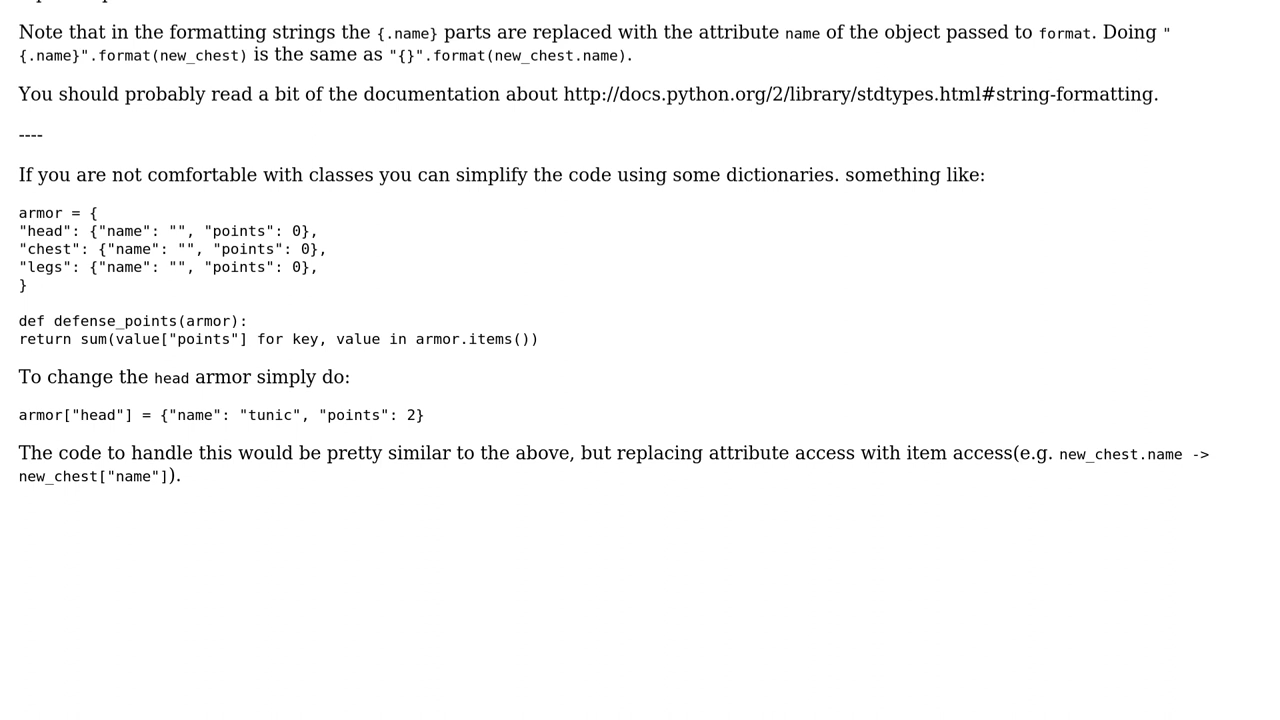 Note that in the formatting strings the {.name} parts are replaced with the attribute name of the object passed to format. Doing "
{.name}".format(new_chest) is the same as "{}".format(new_chest.name).
You should probably read a bit of the documentation about http://docs.python.org/2/library/stdtypes.html#string-formatting.
----
If you are not comfortable with classes you can simplify the code using some dictionaries. something like:
armor = {
"head": {"name": "", "points": 0},
"chest": {"name": "", "points": 0},
"legs": {"name": "", "points": 0},
}
def defense_points(armor):
return sum(value["points"] for key, value in armor.items())
To change the head armor simply do:
armor["head"] = {"name": "tunic", "points": 2}
The code to handle this would be pretty similar to the above, but replacing attribute access with item access(e.g. new_chest.name ->
new_chest["name"]).